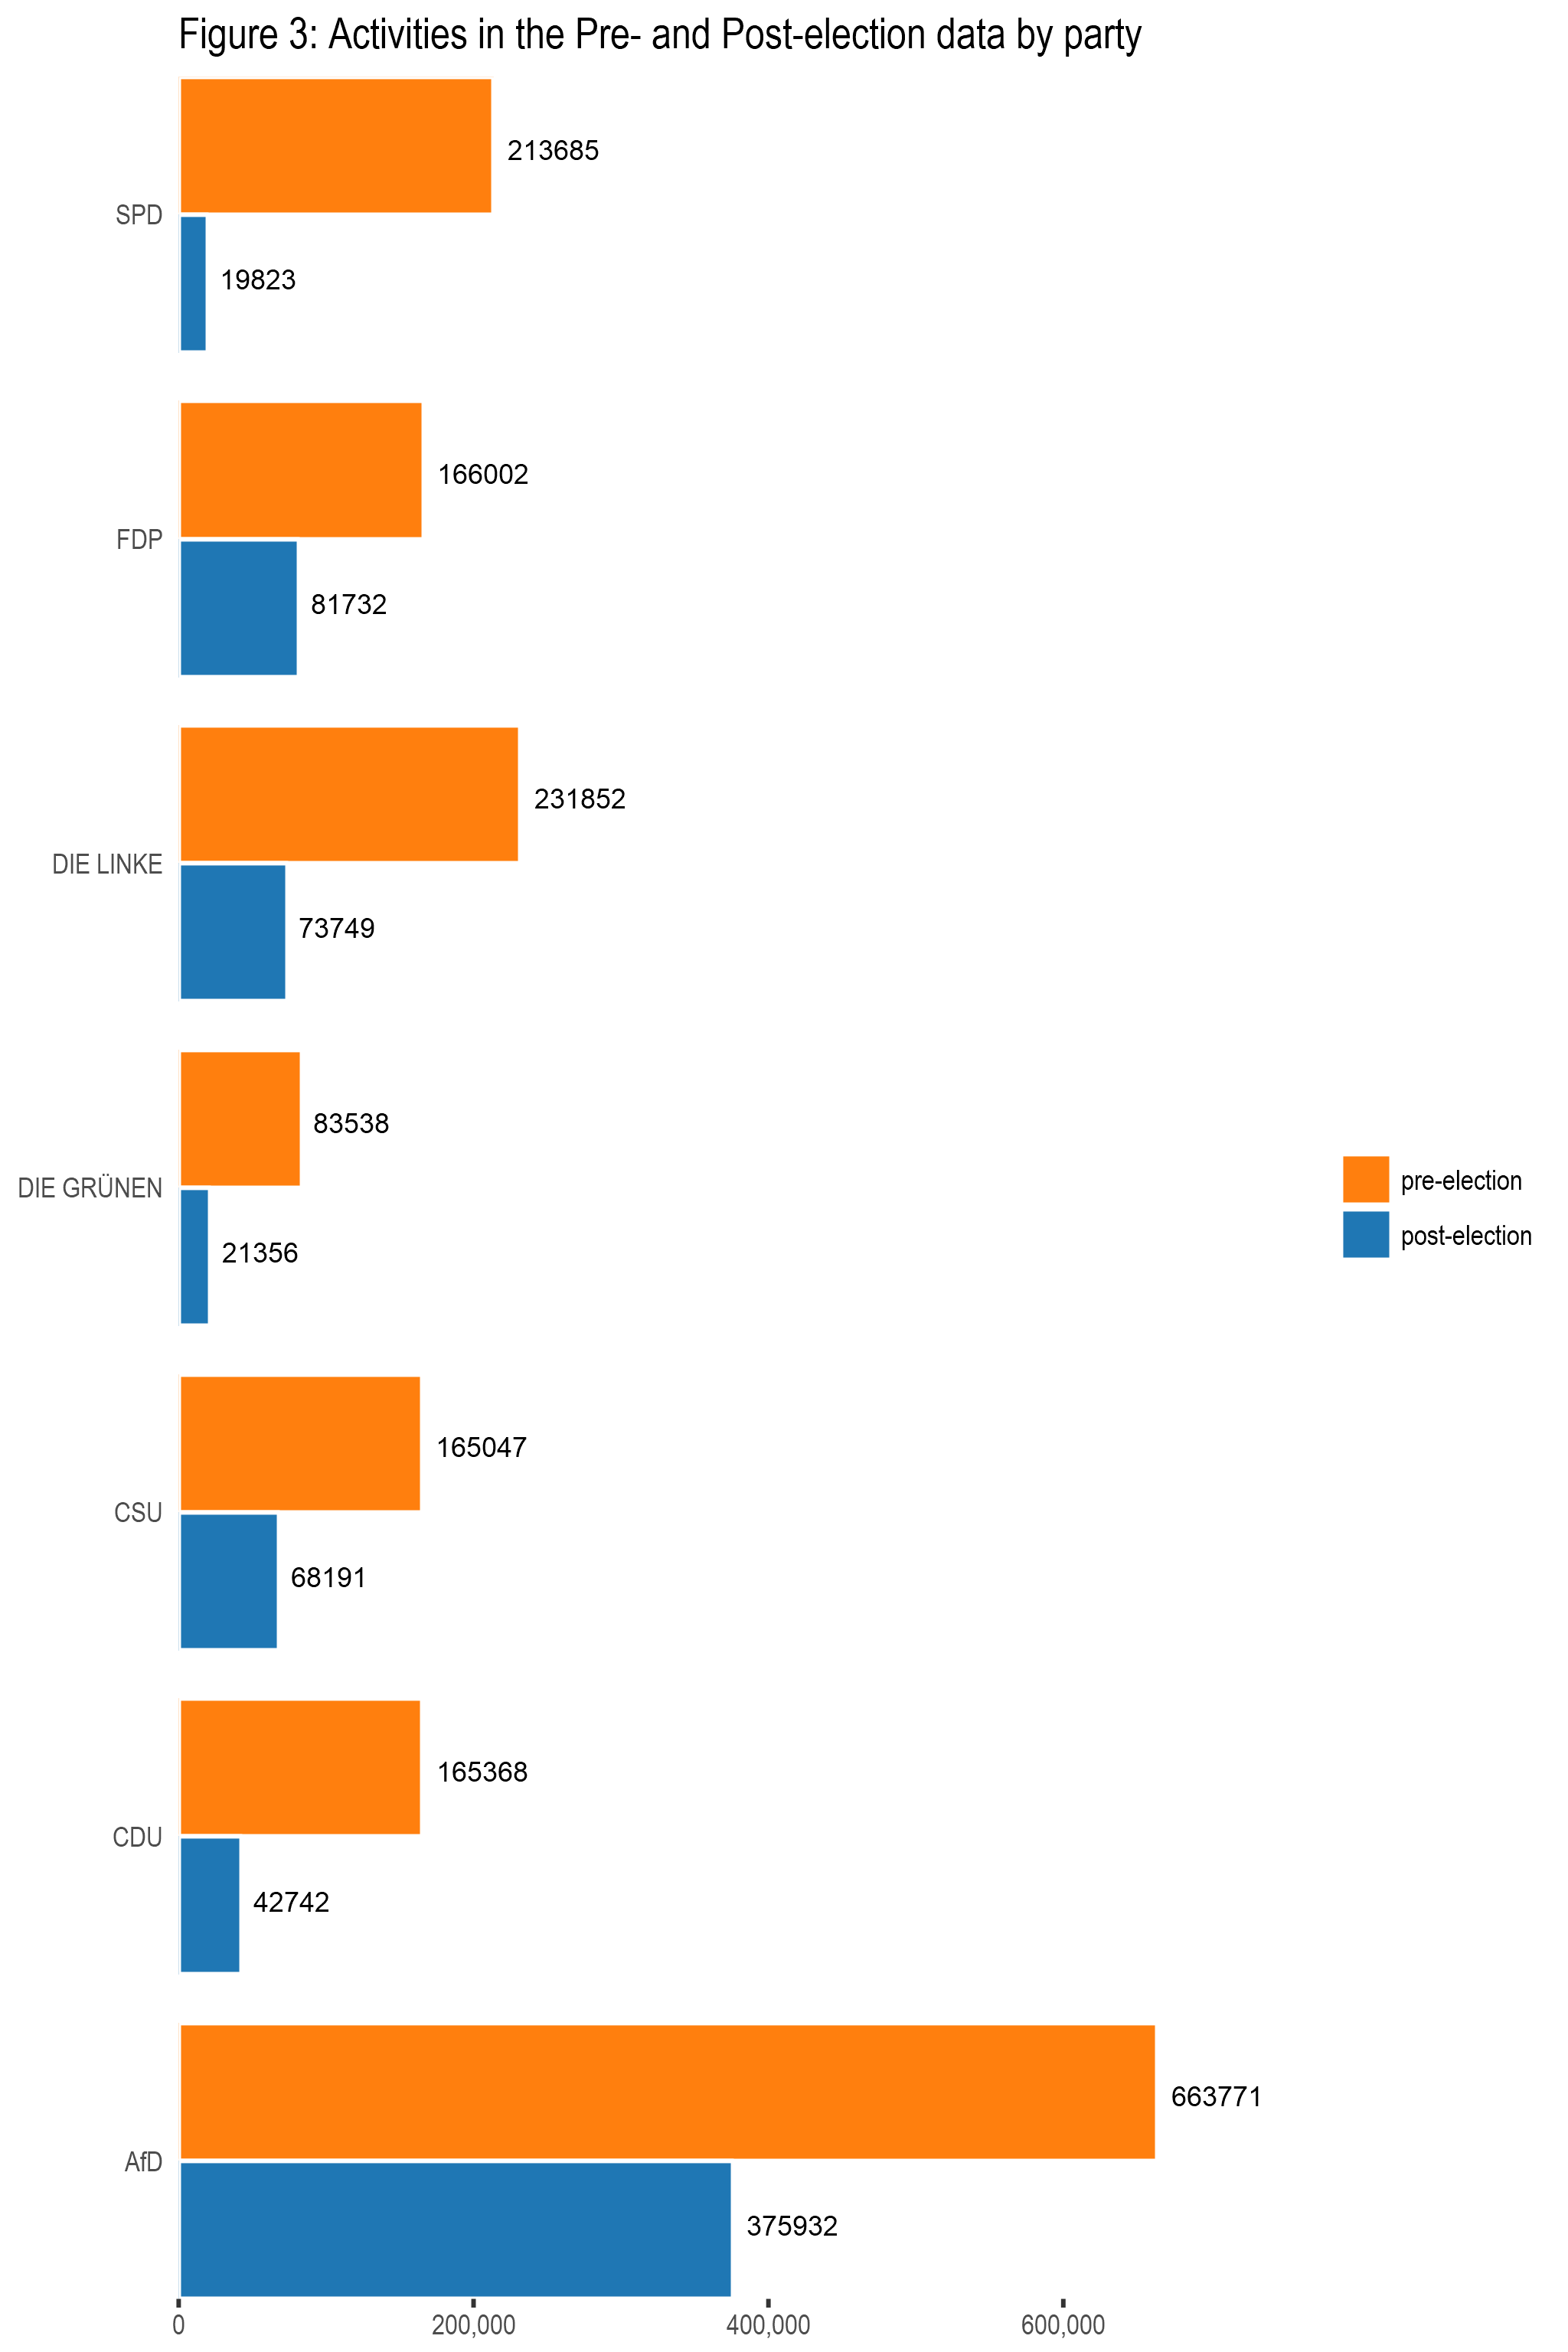 Figure 3: Activities in the Pre- and Post-election data by party
213685
SPD
19823
166002
FDP
81732
231852
DIE LINKE
73749
83538
DIE GRÜNEN
21356
pre-election
post-election
165047
CSU
68191
165368
CDU
42742
663771
AfD
375932
0 200,000 400,000 600,000